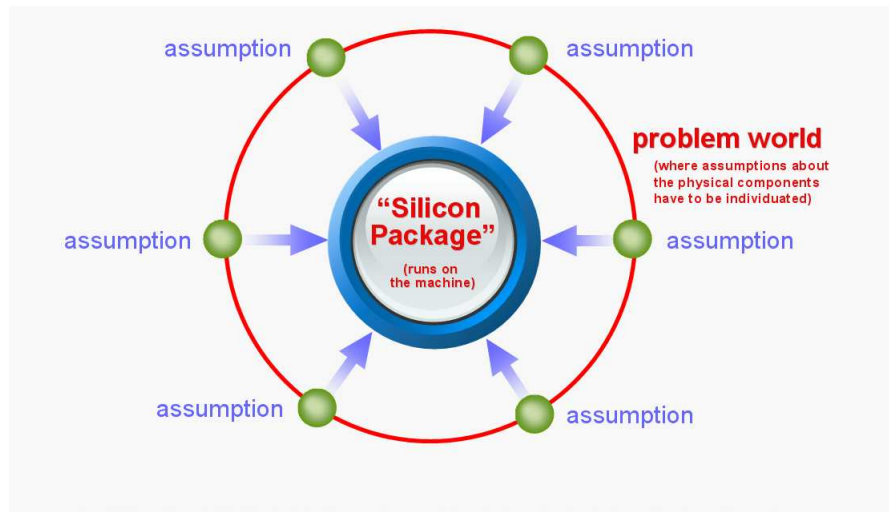 assumption
assumption
problem world
(where assumptions about
the physical components
have to be individuated)
“Silicon
Package”
(runs on
the machine)
assumption
assumption
assumption
assumption